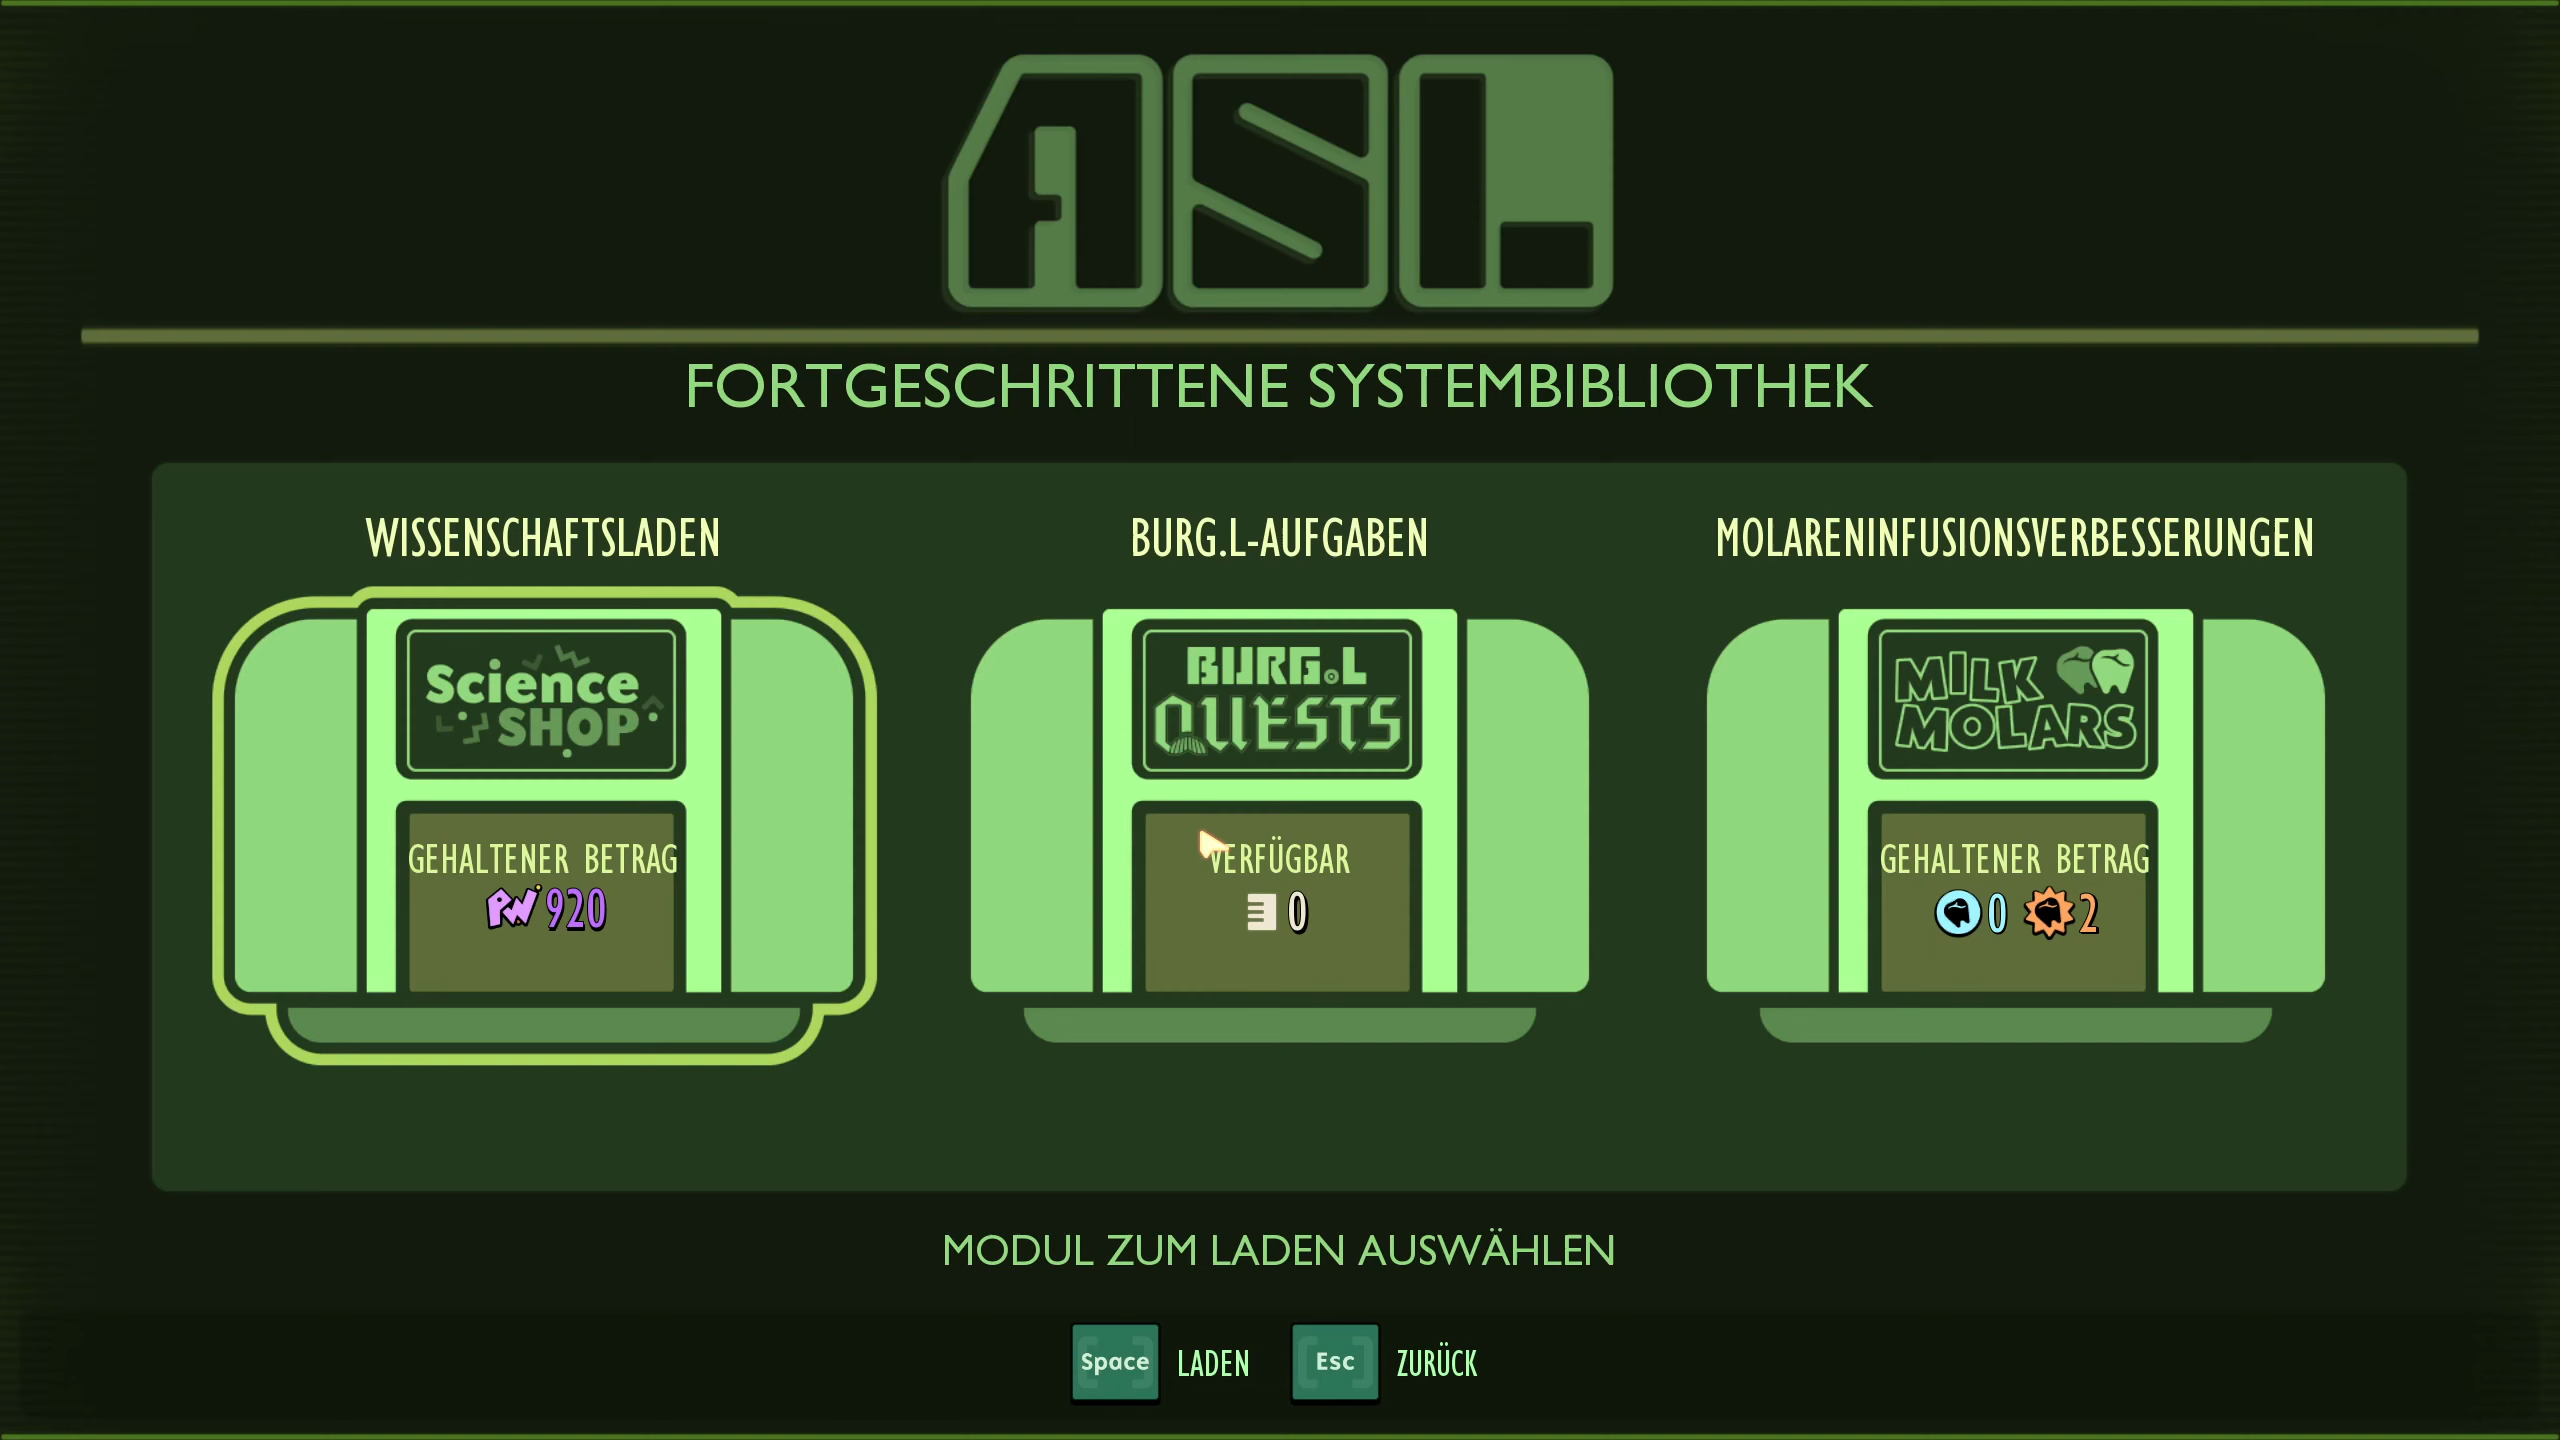 ASL
FORTGESCHRITTENE SYSTEMBIBLIOTHEK
WISSENSCHAFTSLADEN
Science
SHOP
GEHALTENER BETRAG
920
BURG.L-AUFGABEN
BURG.L
QUESTS
VERFÜGBAR
0
MOLARENINFUSIONSVERBESSERUNGEN
MILK
MOLARS
GEHALTENER BETRAG
0 2
MODUL ZUM LADEN AUSWÄHLEN
Space LADEN Esc ZURÜCK